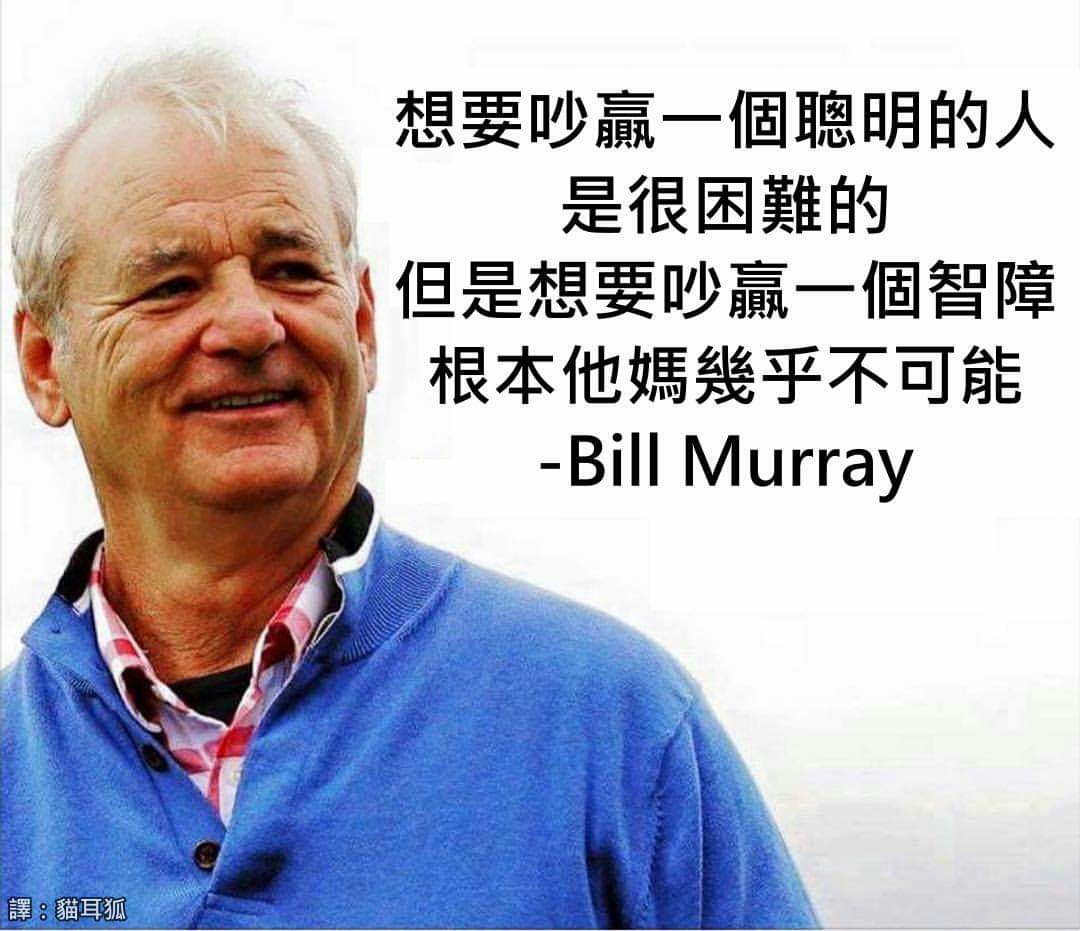 想要吵贏一個聰明的人
是很困難的
但是想要吵贏一個智障
根本他媽幾乎不可能
-Bill Murray
譯：貓耳狐